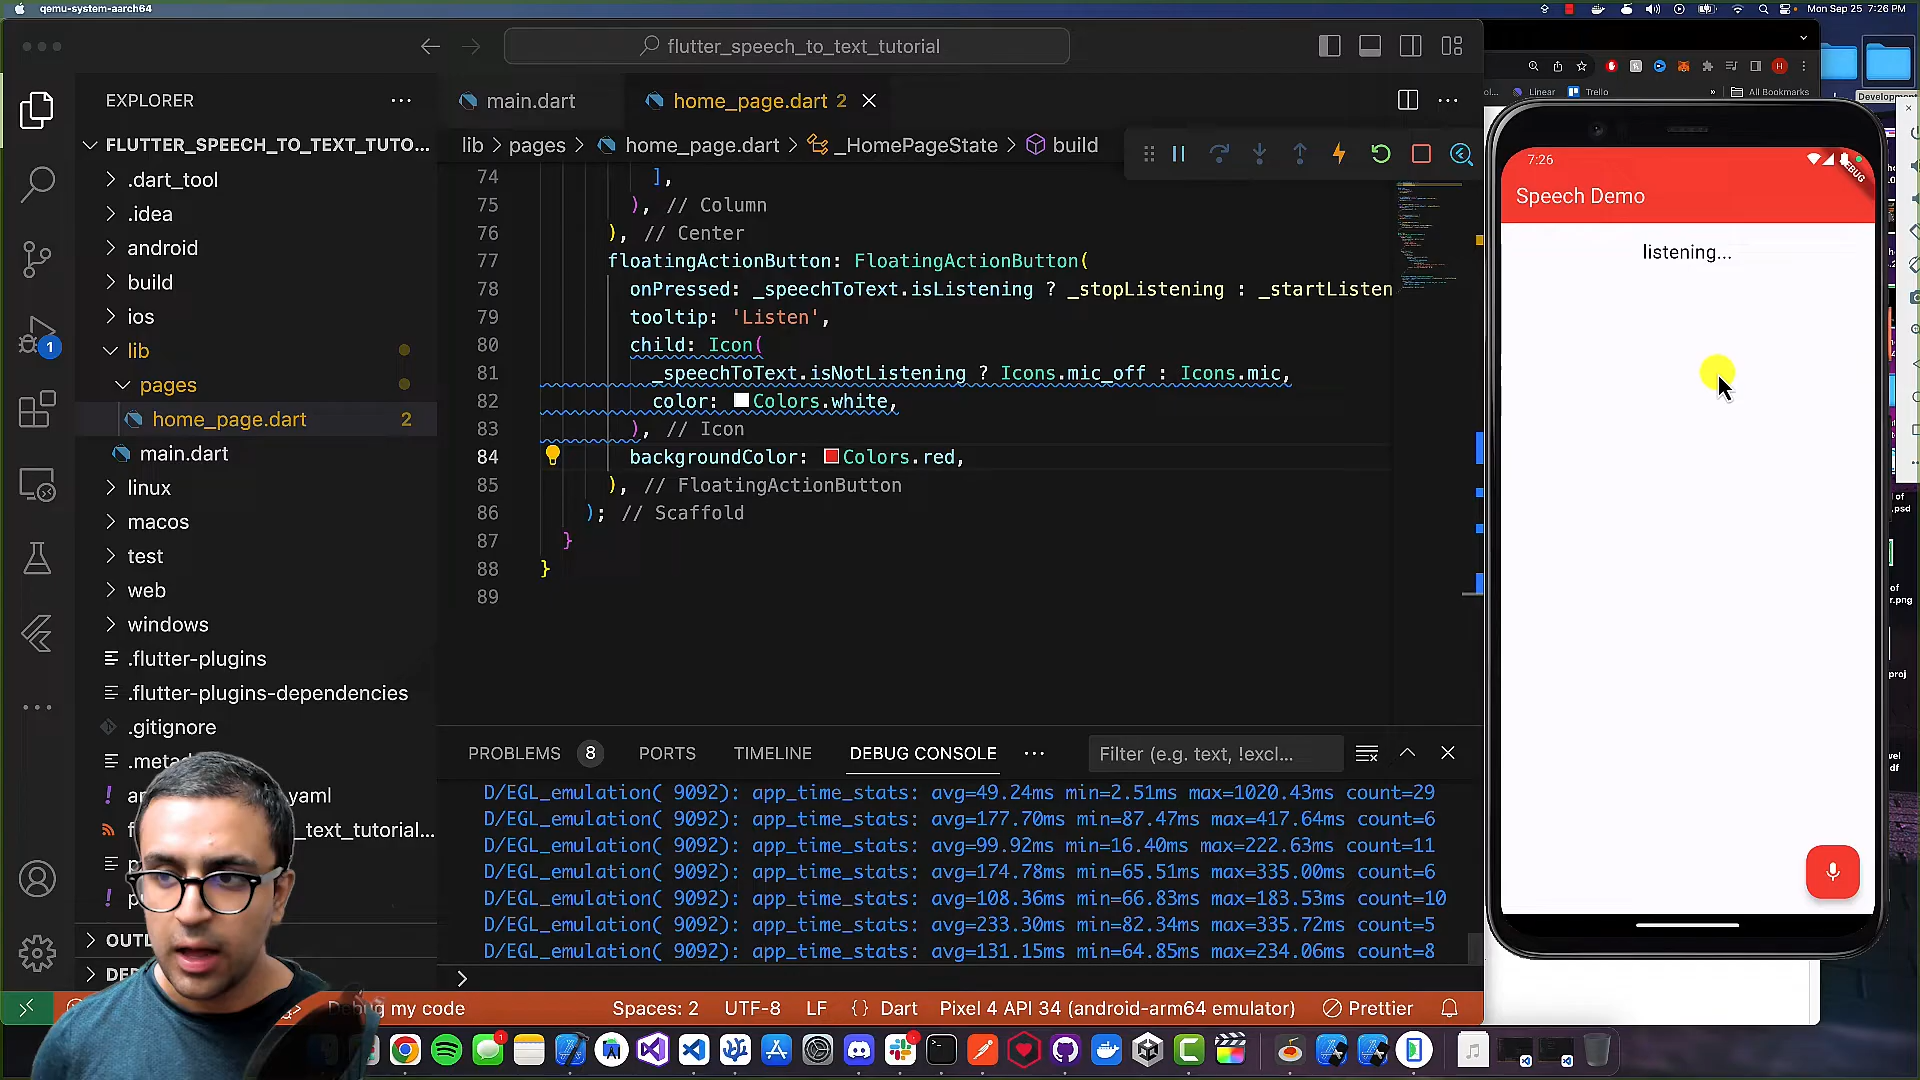 qemu-system-aarch64
Mon Sep 25 7:26 PM
flutter_speech_to_text_tutorial
EXPLORER
FLUTTER_SPEECH_TO_TEXT_TUTO...
.dart_tool
.idea
android
build
ios
lib
pages
home_page.dart 2
main.dart
linux
macos
test
web
windows
.flutter-plugins
.flutter-plugins-dependencies
.gitignore
_text_tutorial...
1
main.dart
home_page.dart 2
lib > pages > home_page.dart > _HomePageState > build
74 ],
75 ), // Column
76 ), // Center
77 floatingActionButton: FloatingActionButton(
78 onPressed: _speechToText.isListening ? _stopListening : _startListen
79 tooltip: 'Listen',
80 child: Icon(
81 _speechToText.isNotListening ? Icons.mic_off : Icons.mic,
82 color: Colors.white,
83 ), // Icon
84 backgroundColor: Colors.red,
85 ), // FloatingActionButton
86 ); // Scaffold
87 }
88 }
89
PROBLEMS 8 PORTS TIMELINE DEBUG CONSOLE
Filter (e.g. text, !excl...
D/EGL_emulation( 9092): app_time_stats: avg=49.24ms min=2.51ms max=1020.43ms count=29
D/EGL_emulation( 9092): app_time_stats: avg=177.70ms min=87.47ms max=417.64ms count=6
D/EGL_emulation( 9092): app_time_stats: avg=99.92ms min=16.40ms max=222.63ms count=11
D/EGL_emulation( 9092): app_time_stats: avg=174.78ms min=65.51ms max=335.00ms count=6
D/EGL_emulation( 9092): app_time_stats: avg=108.36ms min=66.83ms max=183.53ms count=10
D/EGL_emulation( 9092): app_time_stats: avg=233.30ms min=82.34ms max=335.72ms count=5
D/EGL_emulation( 9092): app_time_stats: avg=131.15ms min=64.85ms max=234.06ms count=8
my code
Spaces: 2 UTF-8 LF {} Dart Pixel 4 API 34 (android-arm64 emulator) Prettier
Linear Trello » All Bookmarks
7:26
DEBUG
Speech Demo
listening...